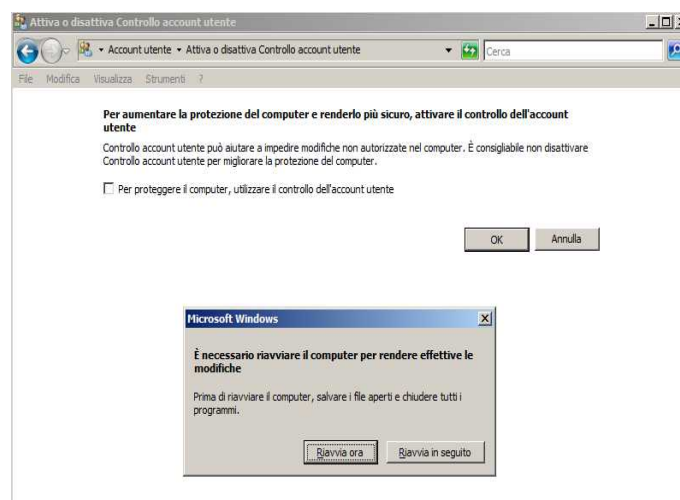 Attiva o disattiva Controllo account utente
Account utente Attiva o disattiva Controllo account utente
Cerca
File Modifica Visualizza Strumenti ?
Per aumentare la protezione del computer e renderlo più sicuro, attivare il controllo dell'account
utente
Controllo account utente può aiutare a impedire modifiche non autorizzate nel computer. È consigliabile non disattivare
Controllo account utente per migliorare la protezione del computer.
Per proteggere il computer, utilizzare il controllo dell'account utente
OK Annulla
Microsoft Windows
È necessario riavviare il computer per rendere effettive le
modifiche
Prima di riavviare il computer, salvare i file aperti e chiudere tutti i
programmi.
Riavvia ora Riavvia in seguito